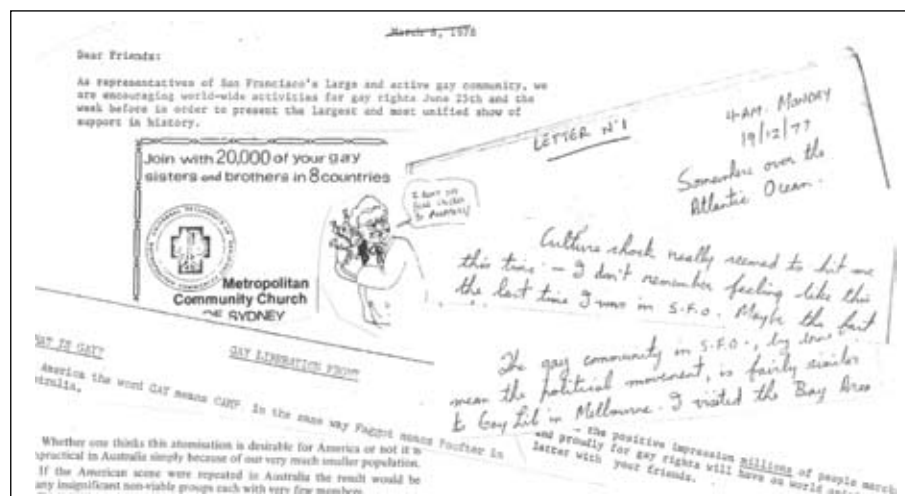 March 8, 1978
Dear Friends:
As representatives of San Francisco's large and active gay community, we
are encouraging world-wide activities for gay rights June 25th and the
week before in order to present the largest and most unified show of
support in history.
Join with 20,000 of your gay
sisters and brothers in 8 countries
Metropolitan
Community Church
OF SYDNEY
LETTER Nº1
4AM. MONDAY
19/12/77
Somewhere over the
Atlantic Ocean.
Culture shock really seemed to hit me
this time — I don't remember feeling like this
the last time I was in S.F.O. Maybe the
The gay community in S.F.O., by
mean the political movement, is fairly similar
to Gay Lib in Melbourne. I visited the Bay Area
AT IS GAY?
GAY LIBERATION FRONT
America the word GAY means CAMP. In the same way Faggot means Poofter in
stralia,
Whether one thinks this atomisation is desirable for America or not it is
practical in Australia simply because of our very much smaller population.
If the American scene were repeated in Australia the result would be
any insignificant non-viable groups each with very few members.
the positive impression millions of people
and proudly for gay rights will have on world
letter with your friends.